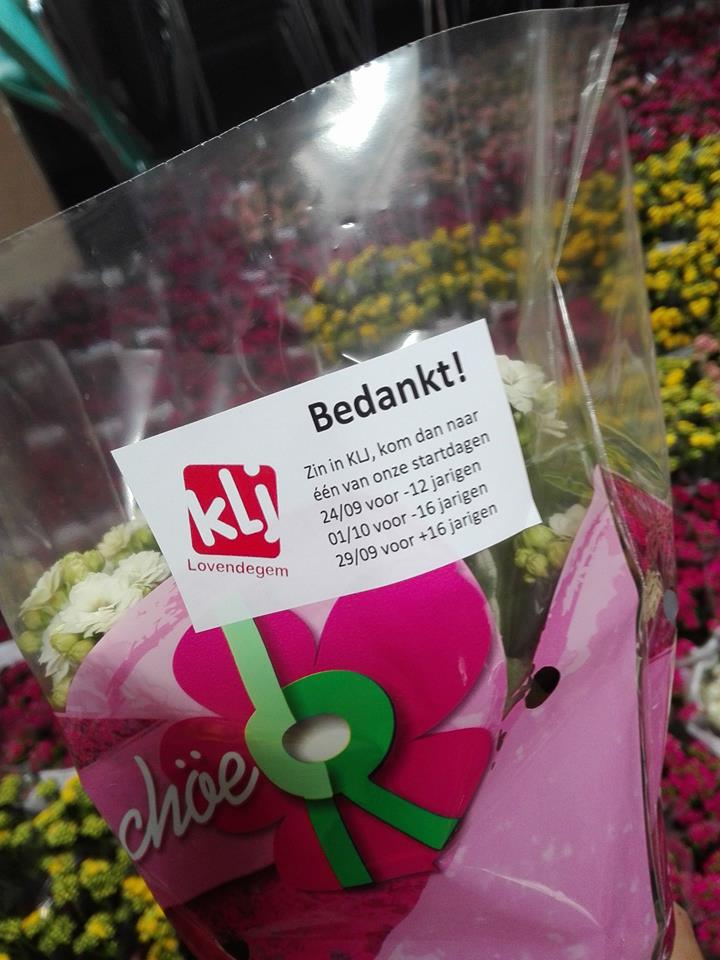 Bedankt!
Zin in KLJ, kom dan naar
één van onze startdagen
24/09 voor -12 jarigen
01/10 voor -16 jarigen
29/09 voor +16 jarigen
kLj
Lovendegem
chöe